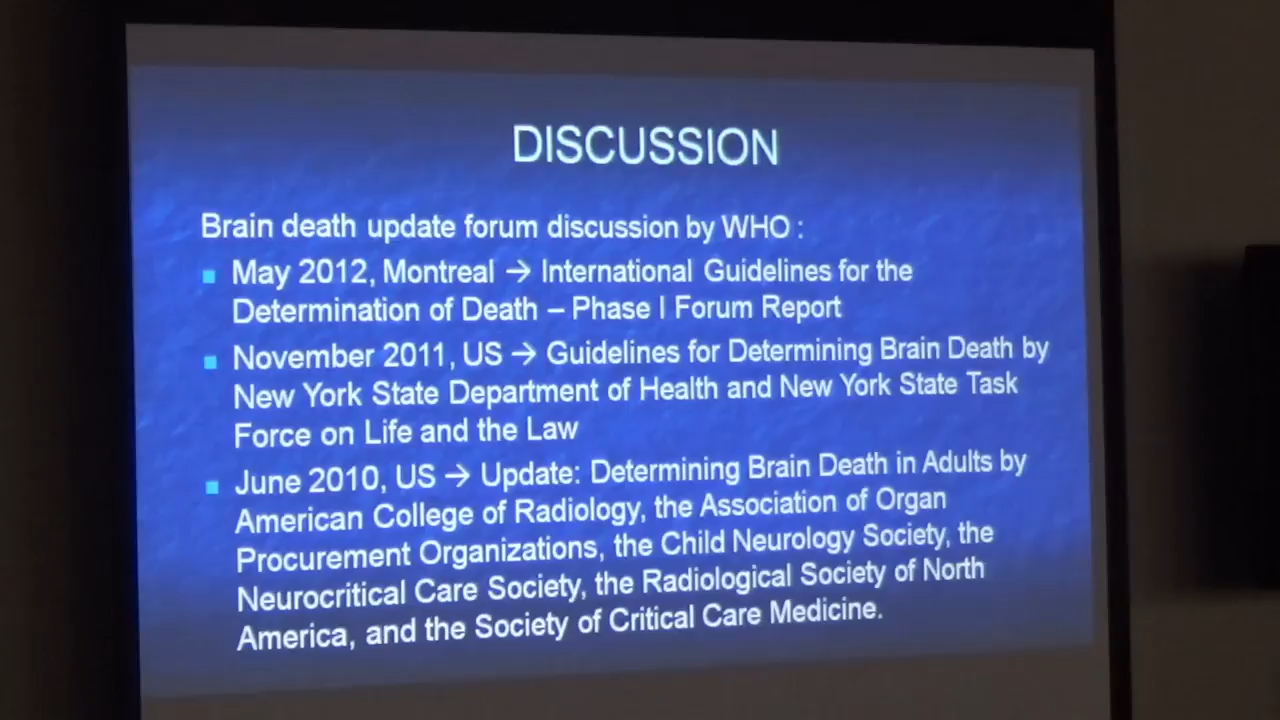 DISCUSSION
Brain death update forum discussion by WHO :
May 2012, Montreal → International Guidelines for the
Determination of Death – Phase I Forum Report
November 2011, US → Guidelines for Determining Brain Death by
New York State Department of Health and New York State Task
Force on Life and the Law
June 2010, US → Update: Determining Brain Death in Adults by
American College of Radiology, the Association of Organ
Procurement Organizations, the Child Neurology Society, the
Neurocritical Care Society, the Radiological Society of North
America, and the Society of Critical Care Medicine.